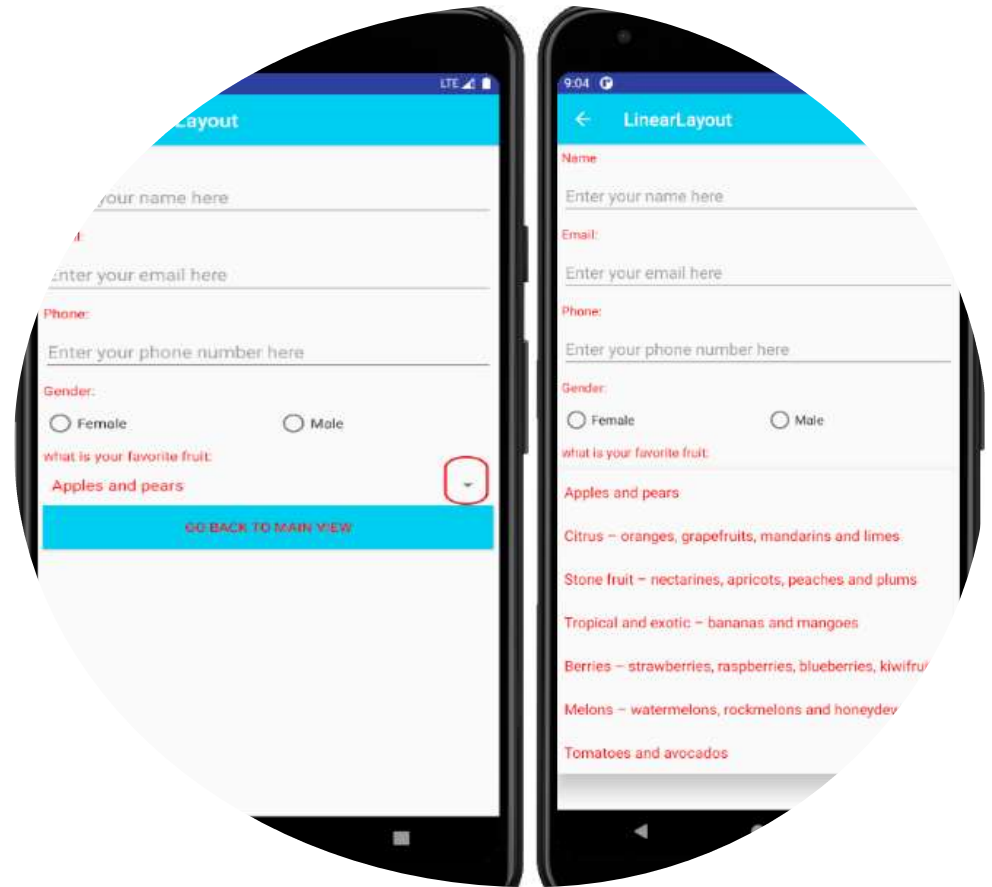 LTE
Layout
your name here
Enter your email here
Phone:
Enter your phone number here
Gender:
Female Male
what is your favorite fruit:
Apples and pears
GO BACK TO MAIN VIEW
9:04
LinearLayout
Name
Enter your name here
Email:
Enter your email here
Phone:
Enter your phone number here
Gender:
Female Male
what is your favorite fruit:
Apples and pears
Citrus – oranges, grapefruits, mandarins and limes
Stone fruit – nectarines, apricots, peaches and plums
Tropical and exotic – bananas and mangoes
Berries – strawberries, raspberries, blueberries, kiwifru
Melons – watermelons, rockmelons and honeydew
Tomatoes and avocados